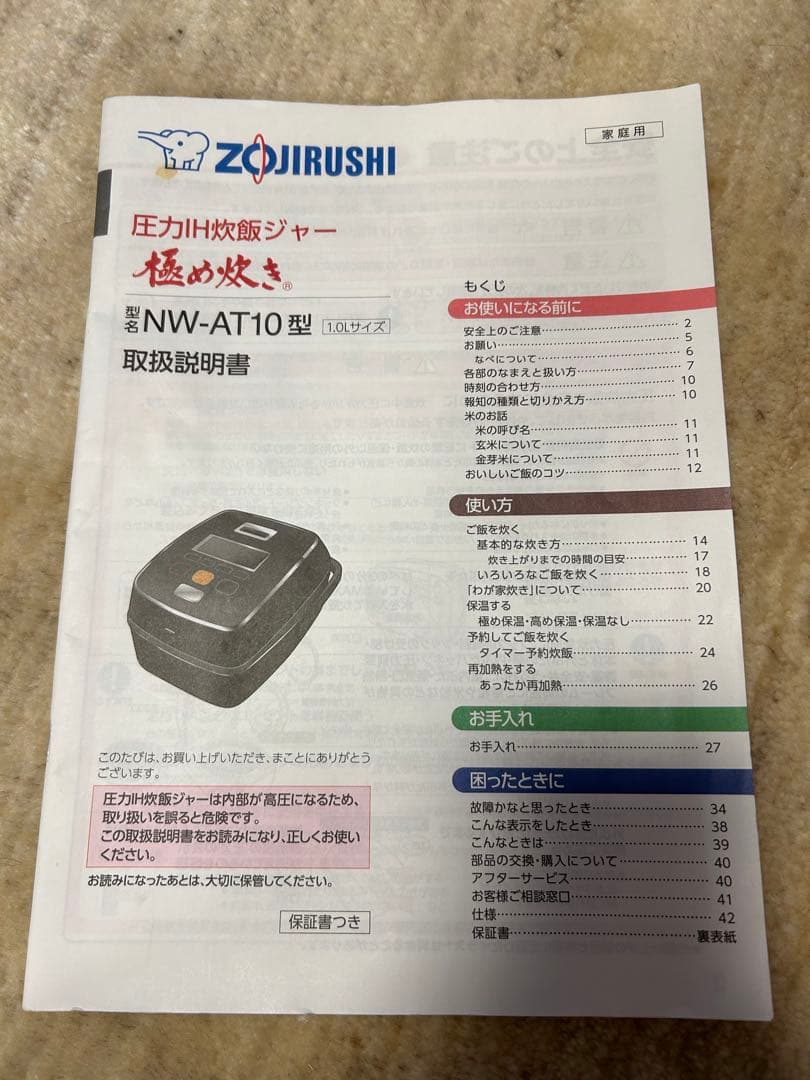 ZOJIRUSHI
家庭用
圧力IH炊飯ジャー
極め炊き®
型名 NW-AT10型 1.0Lサイズ
取扱説明書
このたびは、お買い上げいただき、まことにありがとう
ございます。
圧力IH炊飯ジャーは内部が高圧になるため、
取り扱いを誤ると危険です。
この取扱説明書をお読みになり、正しくお使い
ください。
お読みになったあとは、大切に保管してください。
保証書つき
もくじ
お使いになる前に
安全上のご注意 2
お願い 5
なべについて 6
各部のなまえと扱い方 7
時刻の合わせ方 10
報知の種類と切りかえ方 10
米のお話
米の呼び名 11
玄米について 11
金芽米について 11
おいしいご飯のコツ 12
使い方
ご飯を炊く
基本的な炊き方 14
炊き上がりまでの時間の目安 17
いろいろなご飯を炊く 18
「わが家炊き」について 20
保温する
極め保温・高め保温・保温なし 22
予約してご飯を炊く
タイマー予約炊飯 24
再加熱をする
あったか再加熱 26
お手入れ
お手入れ 27
困ったときに
故障かなと思ったとき 34
こんな表示をしたとき 38
こんなときは 39
部品の交換・購入について 40
アフターサービス 40
お客様ご相談窓口 41
仕様 42
保証書 裏表紙